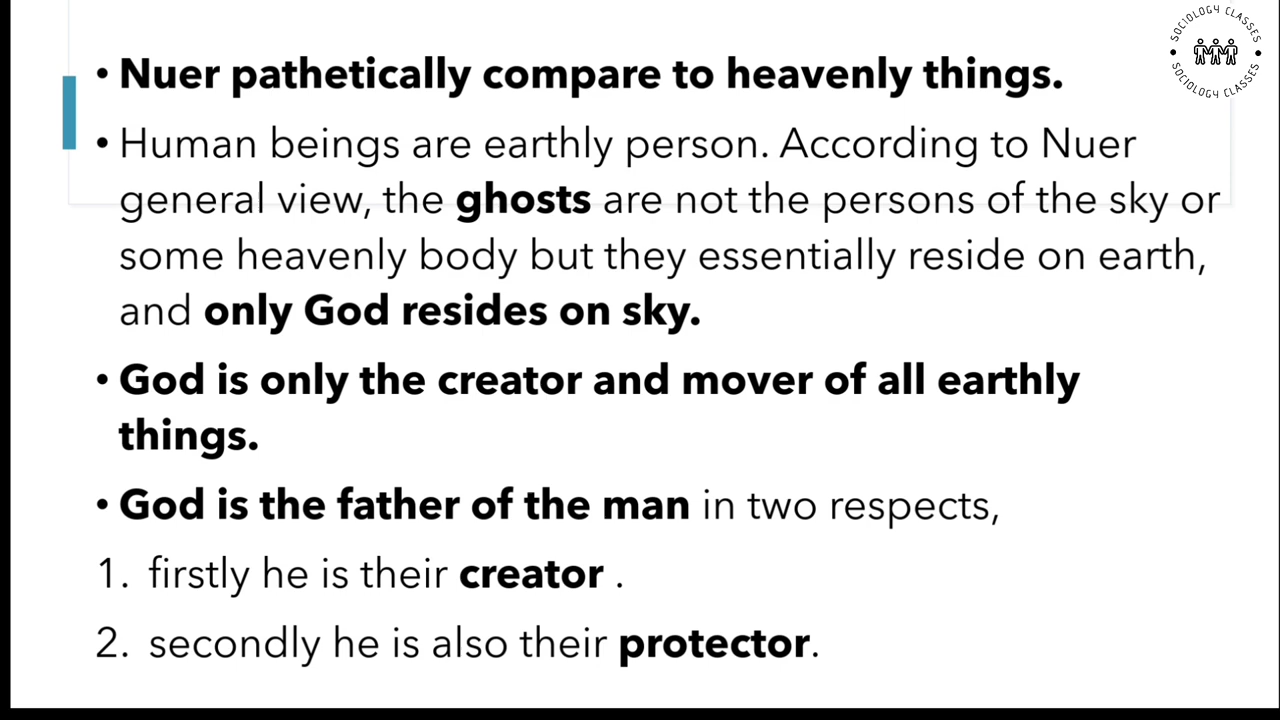 SOCIOLOGY CLASSES
SOCIOLOGY CLASSES
• Nuer pathetically compare to heavenly things.
• Human beings are earthly person. According to Nuer
general view, the ghosts are not the persons of the sky or
some heavenly body but they essentially reside on earth,
and only God resides on sky.
• God is only the creator and mover of all earthly
things.
• God is the father of the man in two respects,
1. firstly he is their creator .
2. secondly he is also their protector.